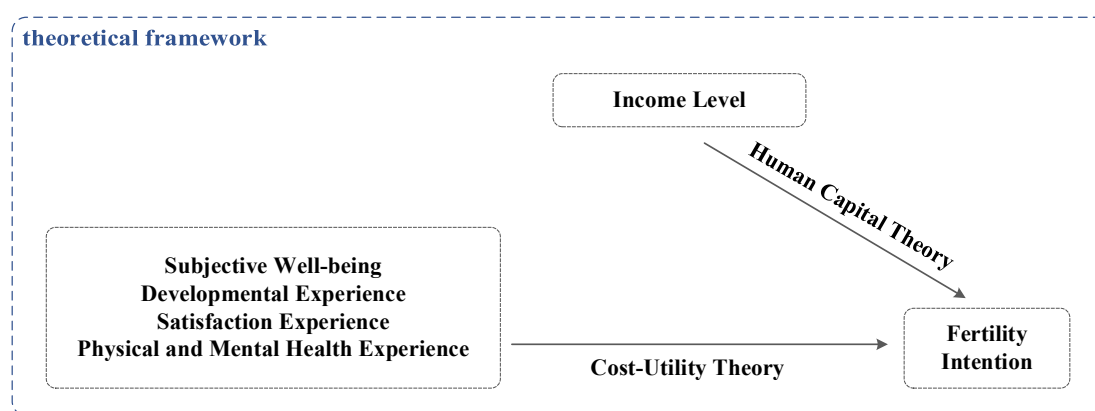 theoretical framework
Income Level
Human Capital Theory
Subjective Well-being
Developmental Experience
Satisfaction Experience
Physical and Mental Health Experience
Cost-Utility Theory
Fertility
Intention